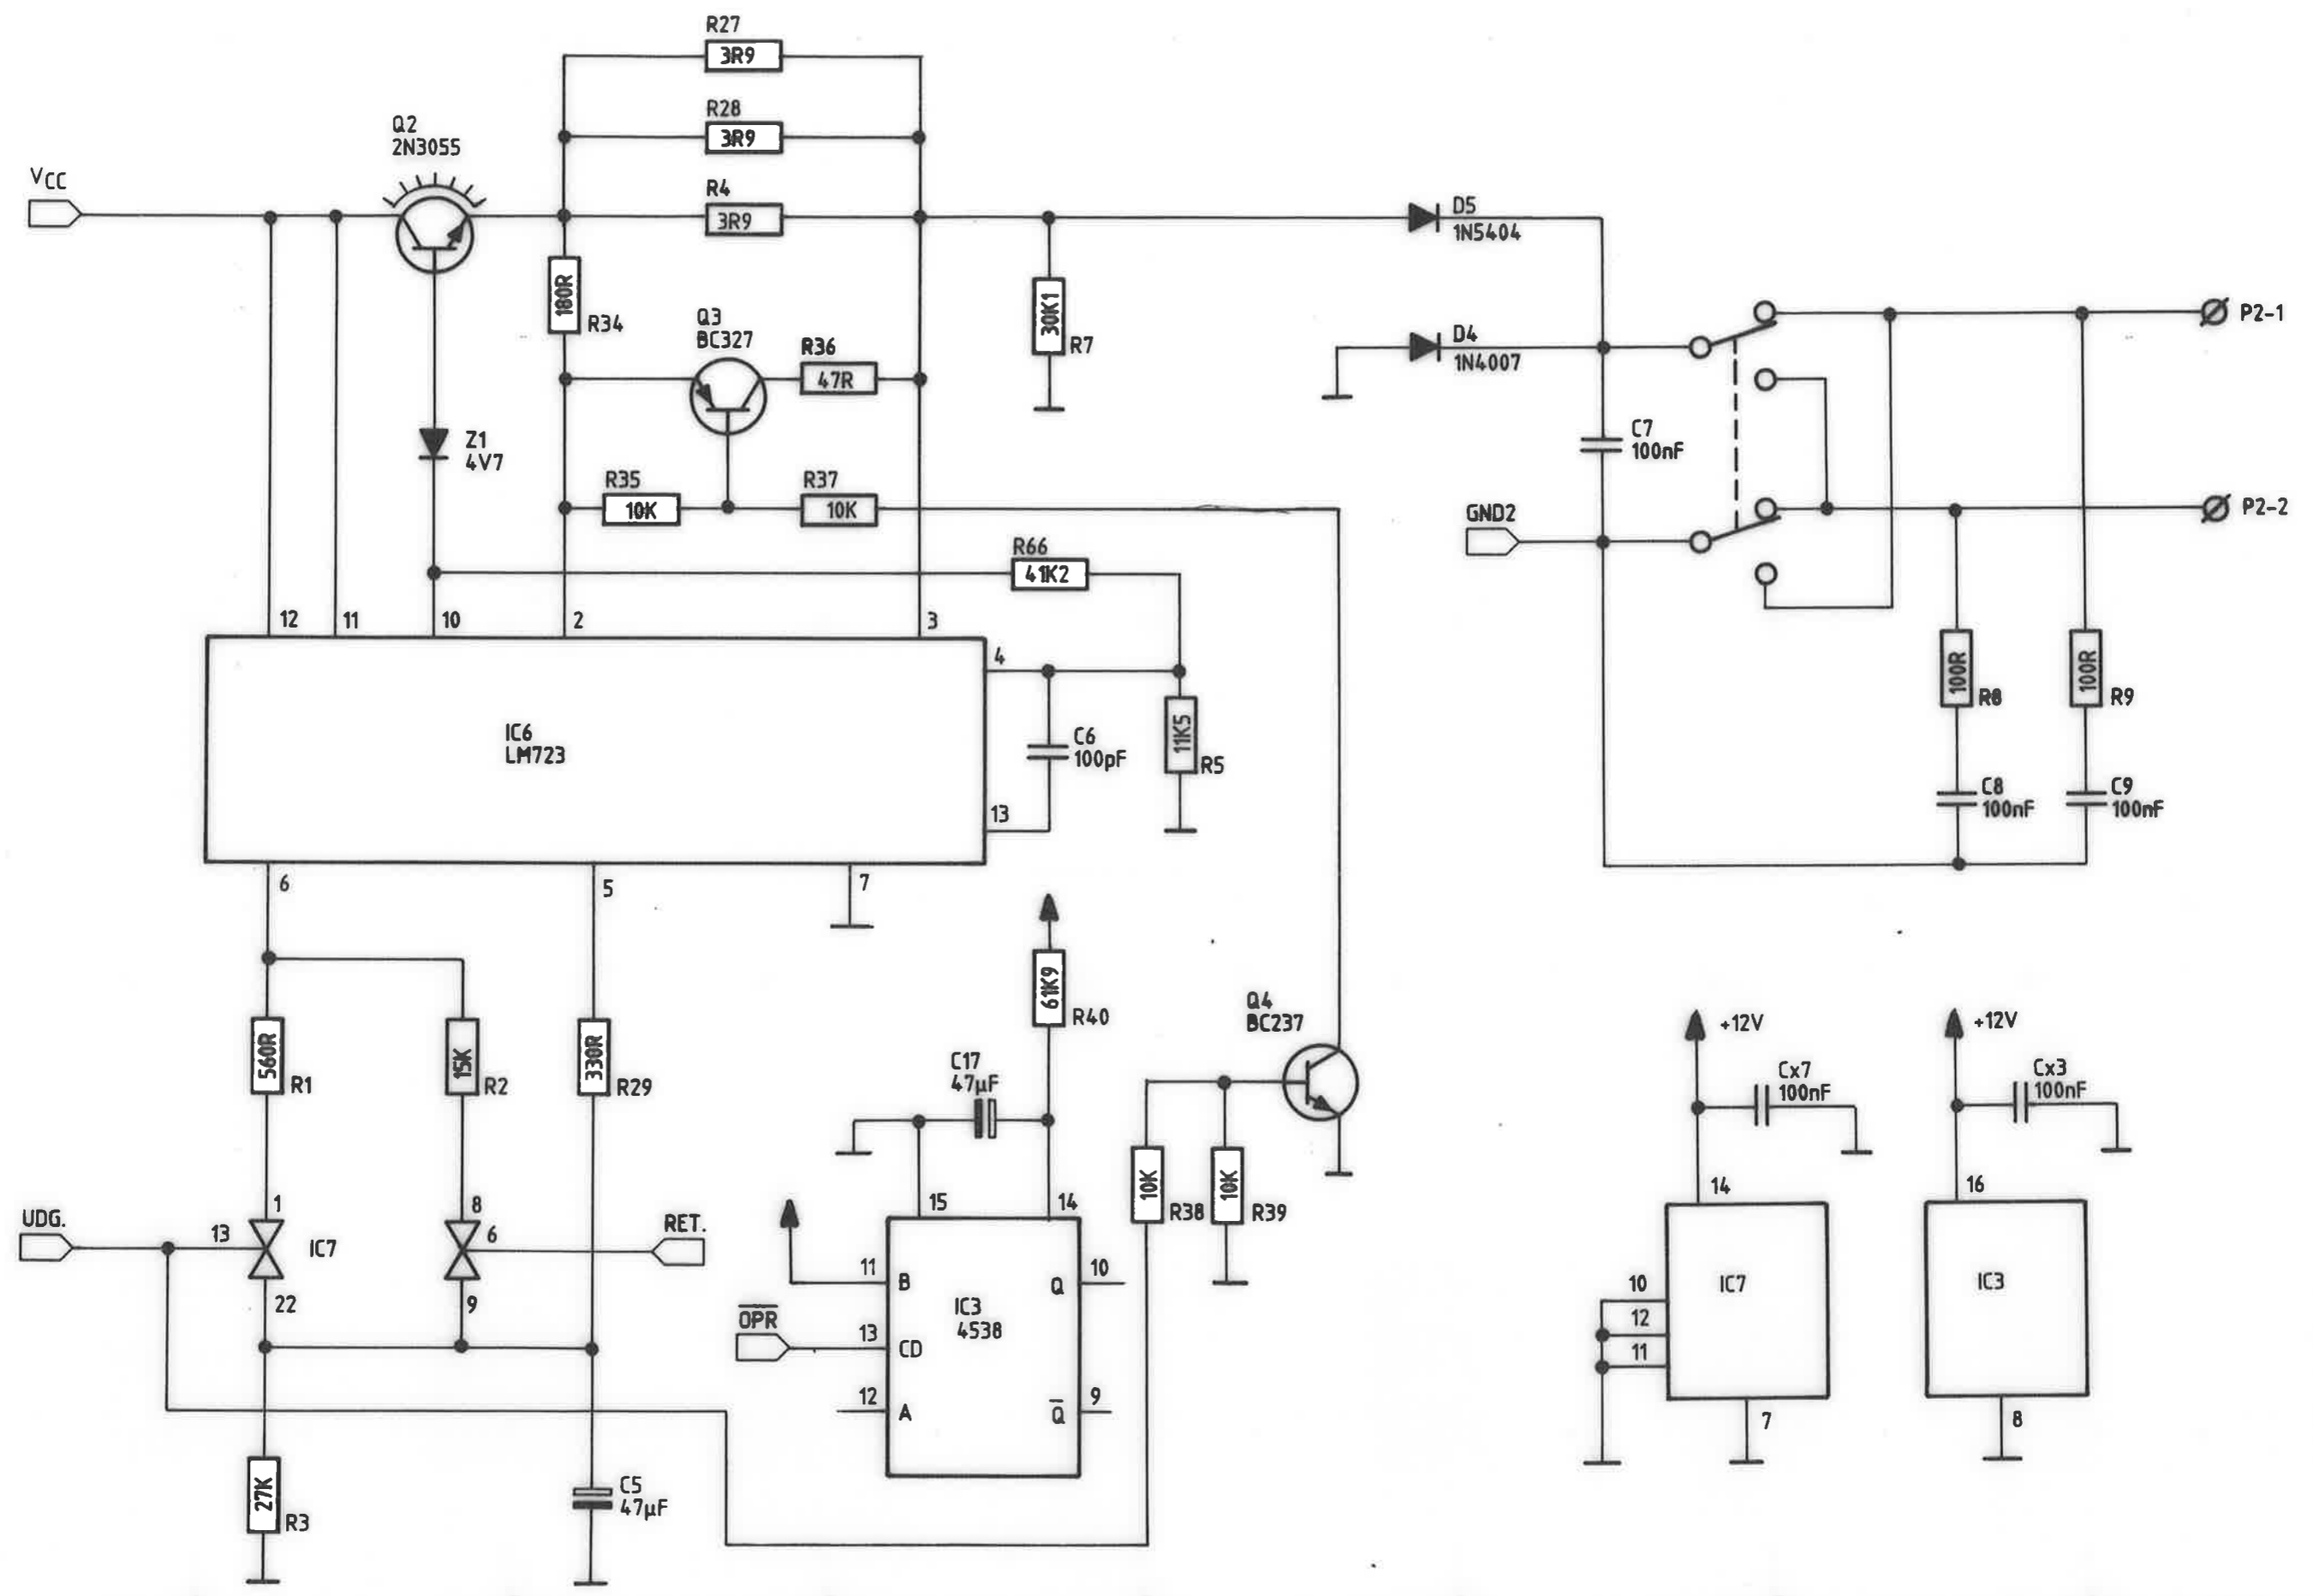 R27
3R9
R28
3R9
Q2
2N3055
R4
3R9
VCC
D5
1N5404
180R
R34
Q3
BC327
R36
47R
30K1
R7
D4
1N4007
P2-1
Z1
4V7
R35
10K
R37
10K
C7
100nF
GND2
P2-2
R66
41K2
12
11
10
2
3
4
IC6
LM723
C6
100pF
11K5
R5
13
100R
R8
100R
R9
C8
100nF
C9
100nF
6
5
7
560R
R1
15K
R2
330R
R29
61K9
R40
C17
47µF
Q4
BC237
+12V
Cx7
100nF
+12V
Cx3
100nF
UDG.
13
1
IC7
22
8
6
9
RET.
15
14
10K
R38
10K
R39
11
B
Q
10
IC3
4538
O̅P̅R̅
13
CD
12
A
Q̅
9
14
10
12
11
IC7
7
16
IC3
8
27K
R3
C5
47µF